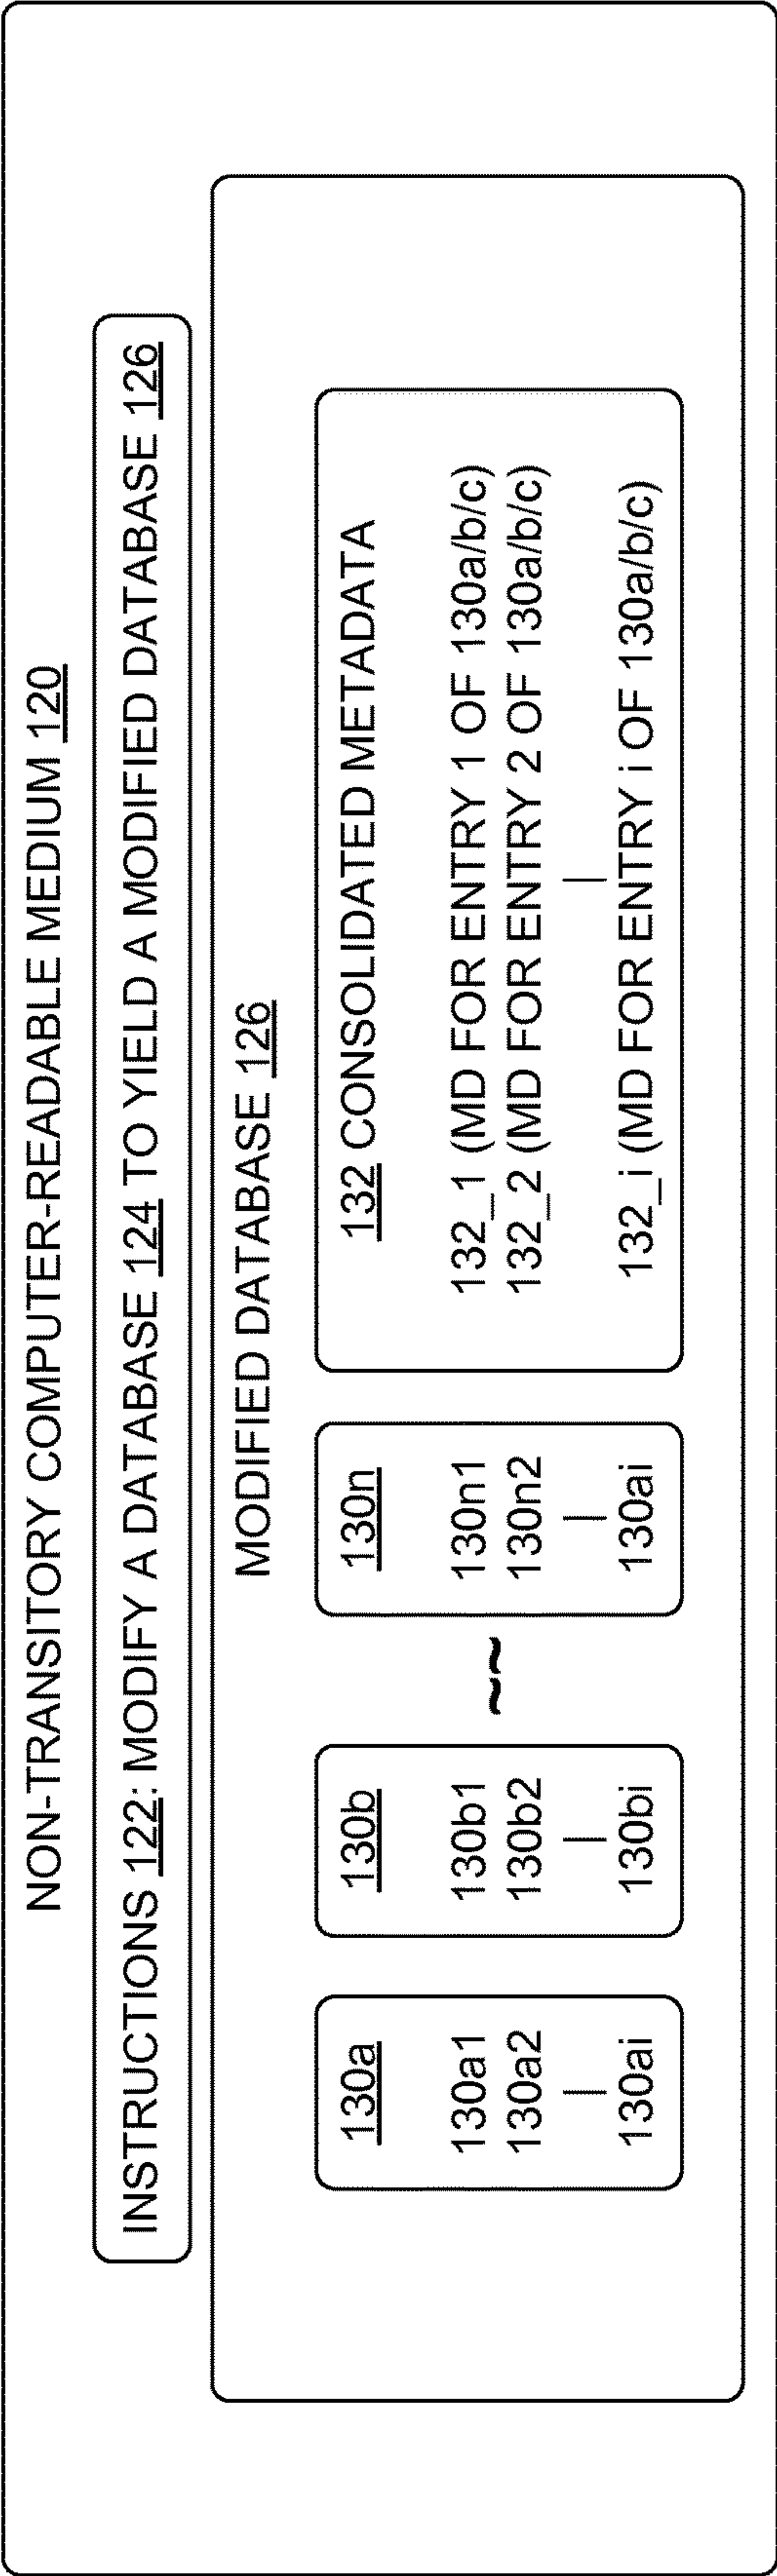 NON-TRANSITORY COMPUTER-READABLE MEDIUM 120
INSTRUCTIONS 122: MODIFY A DATABASE 124 TO YIELD A MODIFIED DATABASE 126
MODIFIED DATABASE 126
130a
130a1
130a2
130ai
130b
130b1
130b2
130bi
~~
130n
130n1
130n2
130ai
132 CONSOLIDATED METADATA
132_1 (MD FOR ENTRY 1 OF 130a/b/c)
132_2 (MD FOR ENTRY 2 OF 130a/b/c)
132_i (MD FOR ENTRY i OF 130a/b/c)